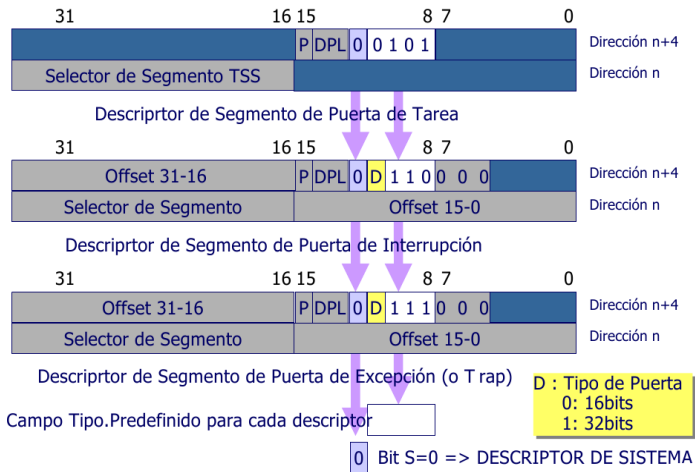 31 16 15 8 7 0
P DPL 0 0 1 0 1 Dirección n+4
Selector de Segmento TSS Dirección n
Descriprtor de Segmento de Puerta de Tarea
31 16 15 8 7 0
Offset 31-16 P DPL 0 D 1 1 0 0 0 0 Dirección n+4
Selector de Segmento Offset 15-0 Dirección n
Descriprtor de Segmento de Puerta de Interrupción
31 16 15 8 7 0
Offset 31-16 P DPL 0 D 1 1 1 0 0 0 Dirección n+4
Selector de Segmento Offset 15-0 Dirección n
Descriprtor de Segmento de Puerta de Excepción (o T rap)
D : Tipo de Puerta
0: 16bits
1: 32bits
Campo Tipo.Predefinido para cada descriptor
0 Bit S=0 => DESCRIPTOR DE SISTEMA